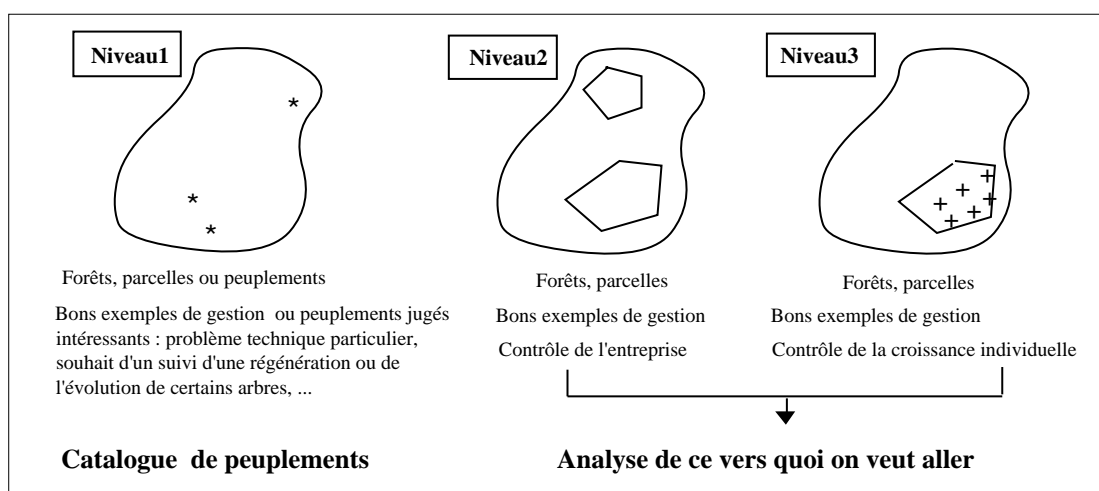 Niveau1
Niveau2
Niveau3
Forêts, parcelles ou peuplements
Bons exemples de gestion ou peuplements jugés
intéressants : problème technique particulier,
souhait d'un suivi d'une régénération ou de
l'évolution de certains arbres, ...
Forêts, parcelles
Bons exemples de gestion
Contrôle de l'entreprise
Forêts, parcelles
Bons exemples de gestion
Contrôle de la croissance individuelle
Catalogue de peuplements
Analyse de ce vers quoi on veut aller